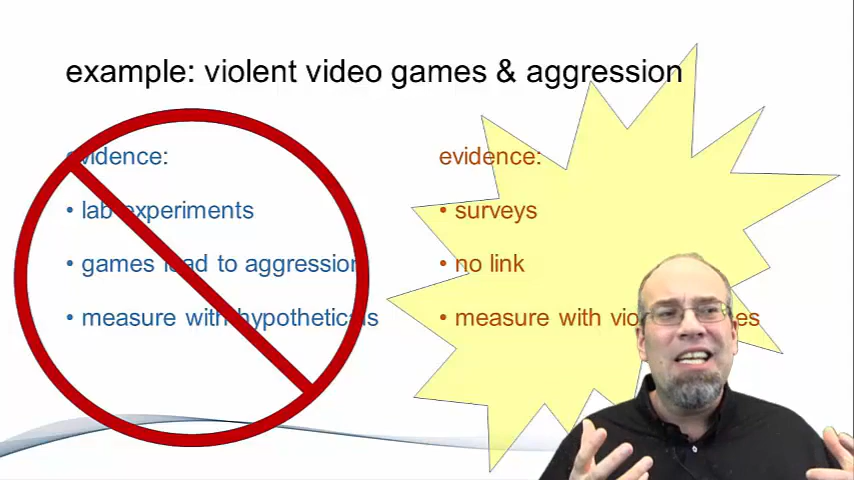 example: violent video games & aggression
evidence:
• lab experiments
• games lead to aggression
• measure with hypotheticals
evidence:
• surveys
• no link
• measure with